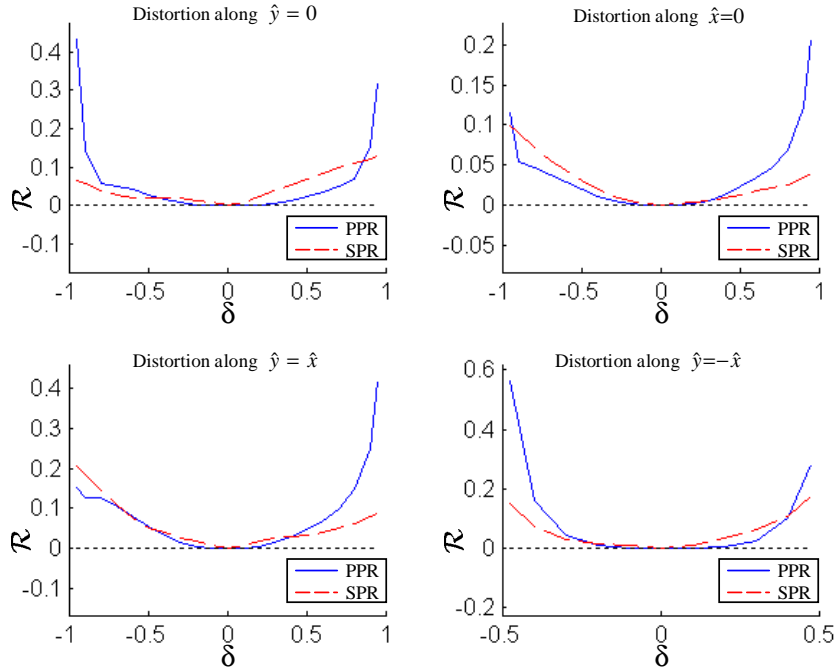 Distortion along ŷ = 0
0.4
0.3
0.2
0.1
0
-0.1
ℛ
PPR
SPR
-1
-0.5
0
0.5
1
δ
Distortion along x̂=0
0.2
0.15
0.1
0.05
0
-0.05
ℛ
PPR
SPR
-1
-0.5
0
0.5
1
δ
Distortion along ŷ = x̂
0.4
0.3
0.2
0.1
0
-0.1
ℛ
PPR
SPR
-1
-0.5
0
0.5
1
δ
Distortion along ŷ=−x̂
0.6
0.4
0.2
0
-0.2
ℛ
PPR
SPR
-0.5
0
0.5
δ